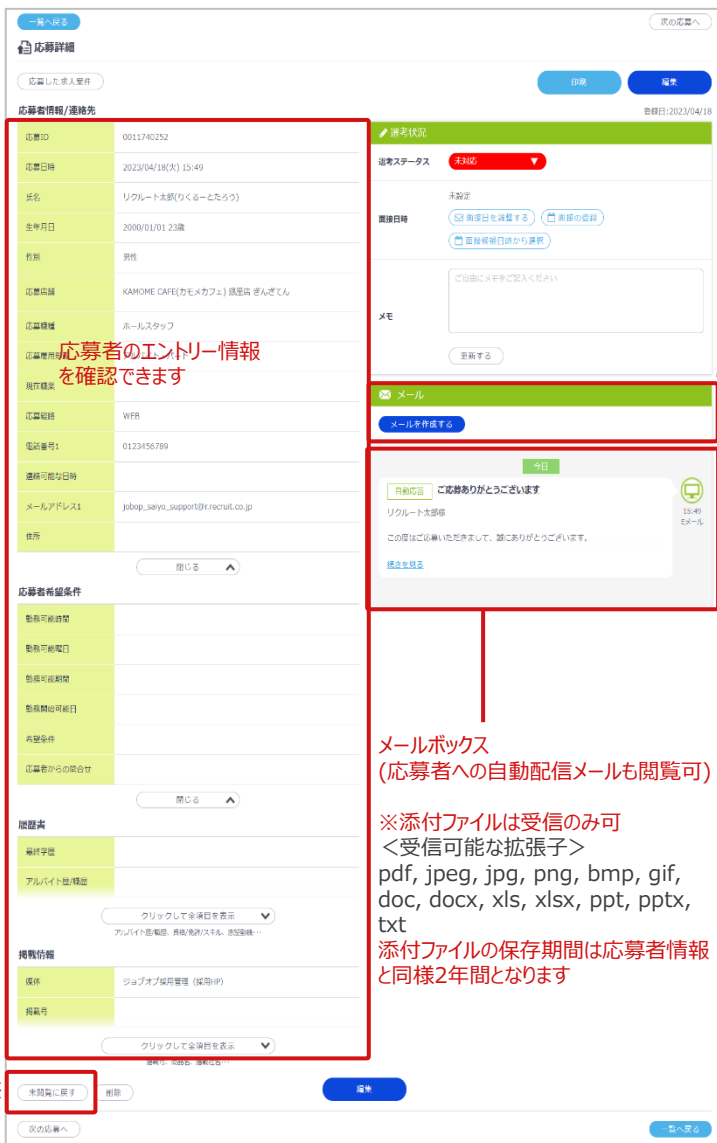 一覧へ戻る
次の応募へ
応募詳細
応募した求人案件
印刷
編集
応募者情報/連絡先
登録日:2023/04/18
応募ID
0011740252
応募日時
2023/04/18(火) 15:49
氏名
リクルート太郎(りくるーとたろう)
生年月日
2000/01/01 23歳
性別
男性
応募店舗
KAMOME CAFE(カモメカフェ) 銀座店 ぎんざてん
応募職種
ホールスタッフ
応募者のエントリー情報
を確認できます
現在職業
応募経路
WEB
電話番号1
0123456789
連絡可能な日時
メールアドレス1
jobop_saiyo_support@r.recruit.co.jp
住所
閉じる
応募者希望条件
勤務可能時間
勤務可能曜日
勤務可能期間
勤務開始可能日
希望条件
応募者からの問合せ
閉じる
履歴書
最終学歴
アルバイト歴/職歴
クリックして全項目を表示
アルバイト歴/職歴、資格/免許/スキル、志望動機…
掲載情報
媒体
ジョブオプ採用管理（採用HP）
掲載号
クリックして全項目を表示
未閲覧に戻す
削除
編集
次の応募へ
一覧へ戻る
選考状況
選考ステータス
未対応
面接日時
未設定
面接日を調整する
面接の登録
面接候補日時から選択
メモ
ご自由にメモをご記入ください
更新する
メール
メールを作成する
今日
自動応答
ご応募ありがとうございます
リクルート太郎様
この度はご応募いただきまして、誠にありがとうございます。
続きを見る
15:49
Eメール
メールボックス
(応募者への自動配信メールも閲覧可)
※添付ファイルは受信のみ可
＜受信可能な拡張子＞
pdf, jpeg, jpg, png, bmp, gif,
doc, docx, xls, xlsx, ppt, pptx,
txt
添付ファイルの保存期間は応募者情報
と同様2年間となります